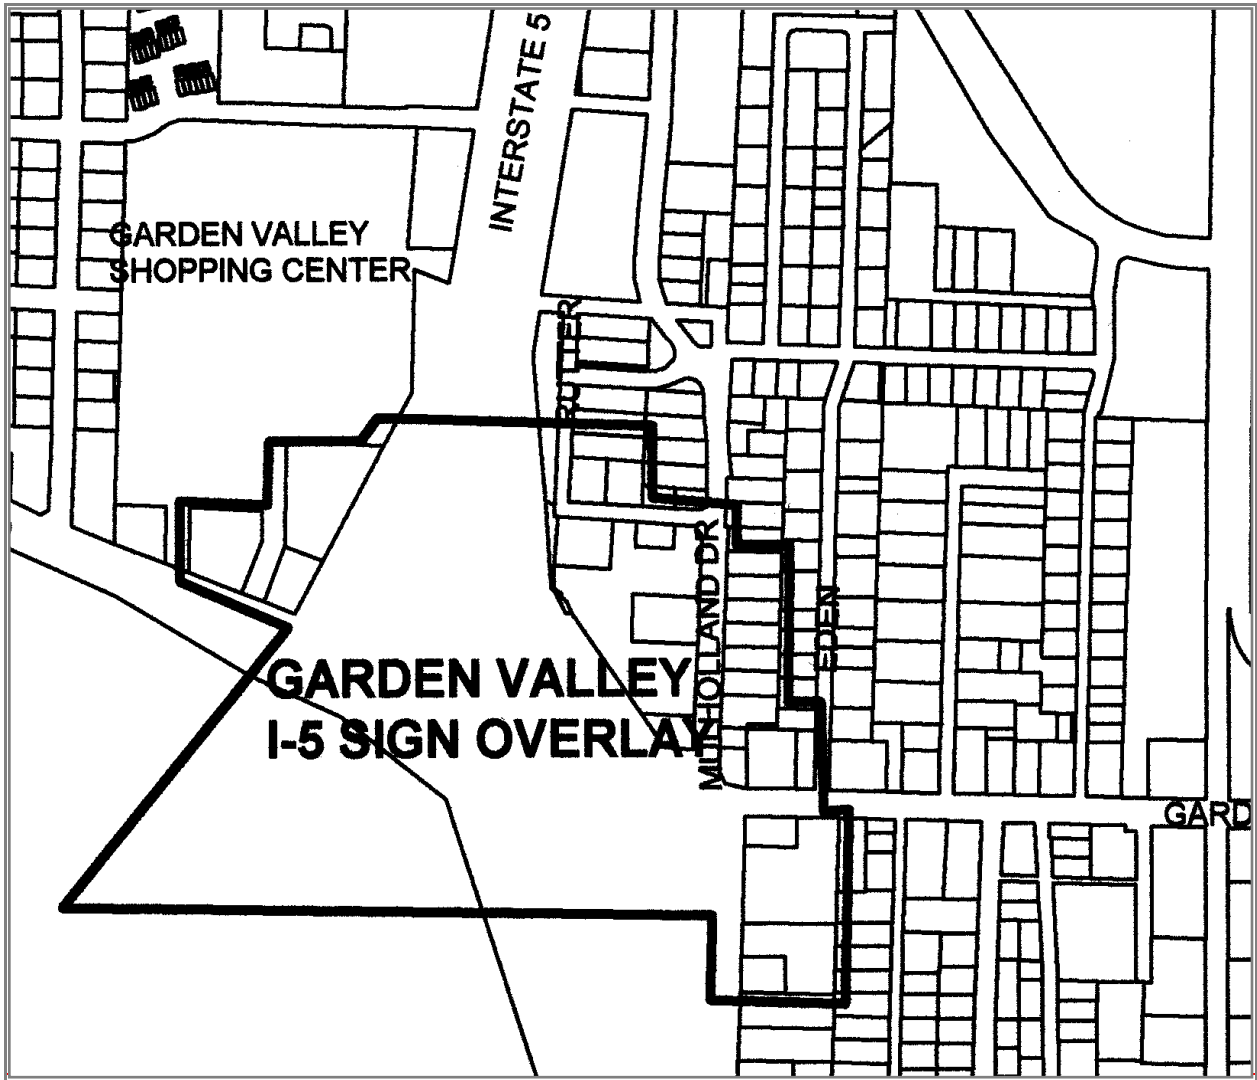 INTERSTATE 5
GARDEN VALLEY
SHOPPING CENTER
RUTTER
MULHOLLAND DR
EDEN
GARDEN VALLEY
I-5 SIGN OVERLAY
GARD